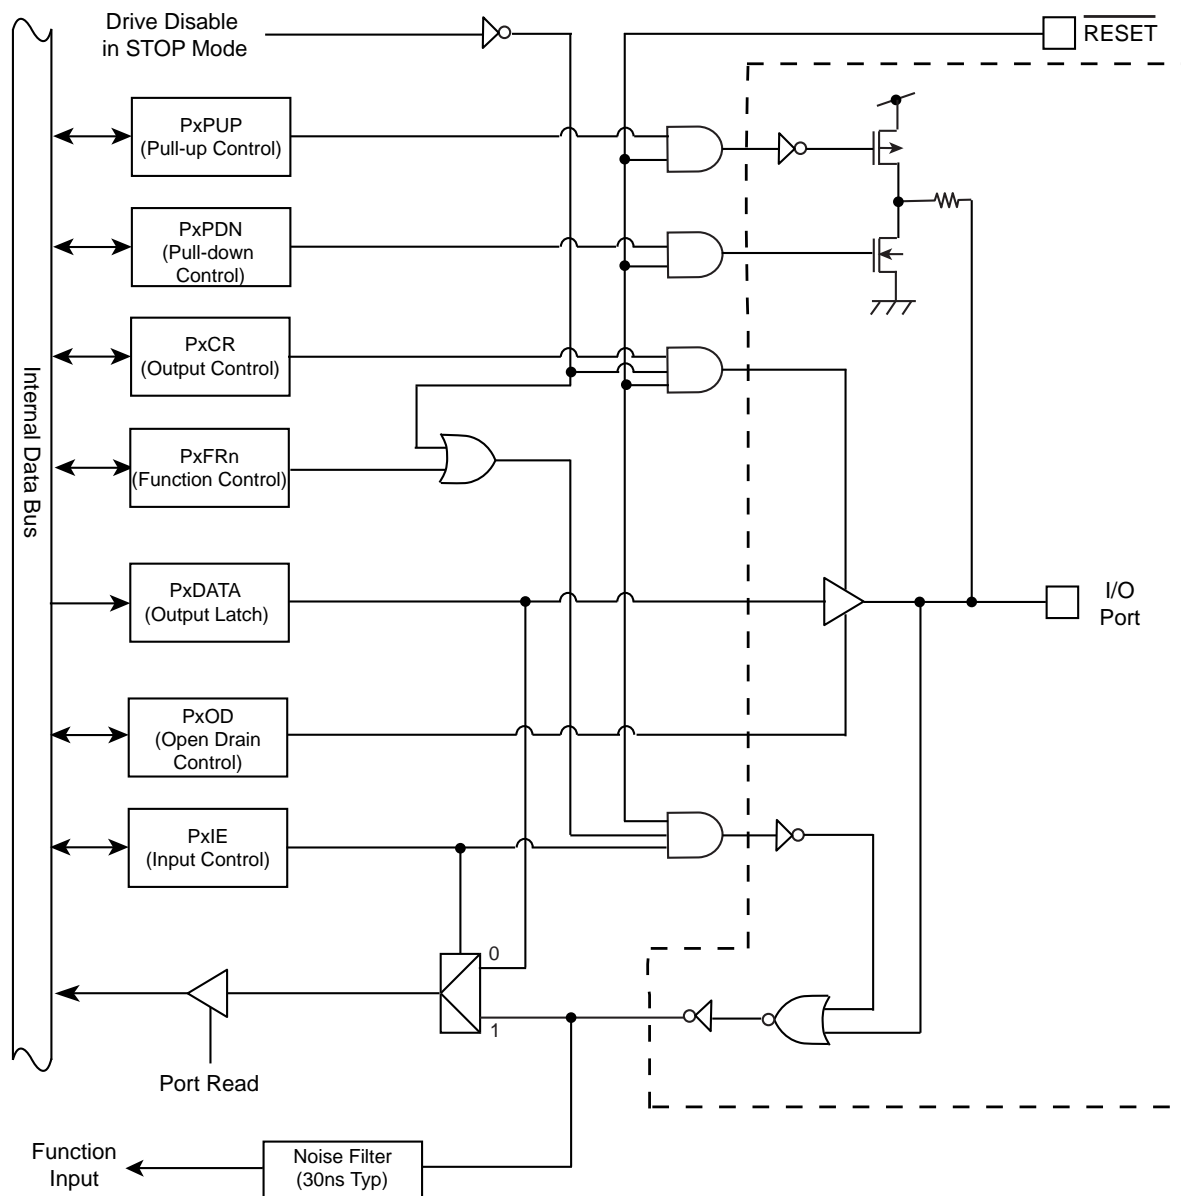 Drive Disable
in STOP Mode
RESET
PxPUP
(Pull-up Control)
PxPDN
(Pull-down
Control)
PxCR
(Output Control)
Internal Data Bus
PxFRn
(Function Control)
PxDATA
(Output Latch)
I/O
Port
PxOD
(Open Drain
Control)
PxIE
(Input Control)
0
1
Port Read
Function
Input
Noise Filter
(30ns Typ)